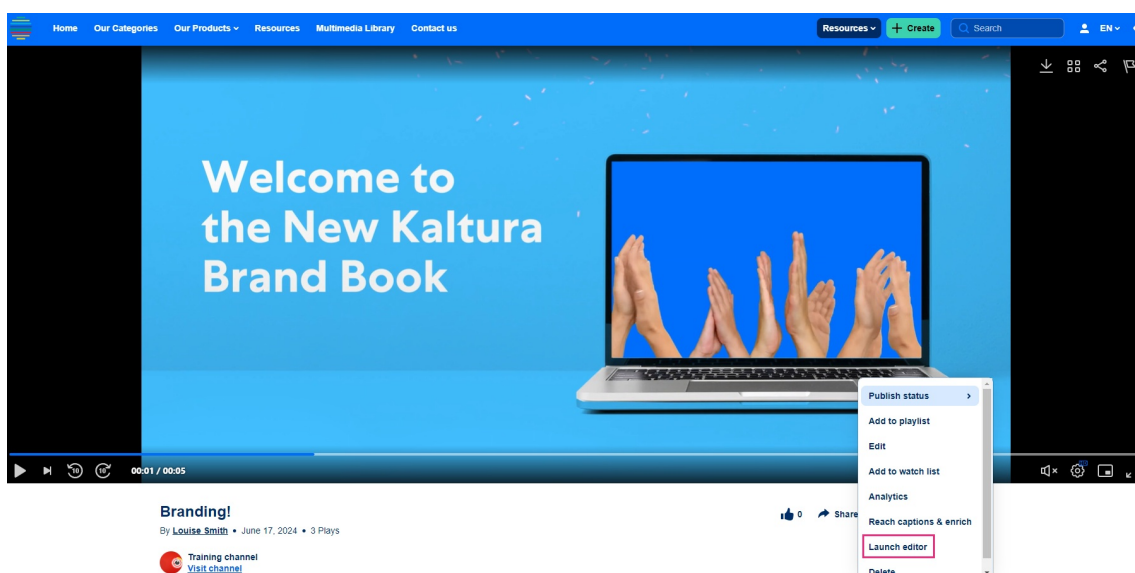 Home Our Categories Our Products Resources Multimedia Library Contact us Resources + Create Search EN
Welcome to
the New Kaltura
Brand Book
Publish status
Add to playlist
Edit
Add to watch list
Analytics
Reach captions & enrich
Launch editor
Delete
10 10 00:01 / 00:05
Branding!
By Louise Smith • June 17, 2024 • 3 Plays
0 Share
Training channel
Visit channel